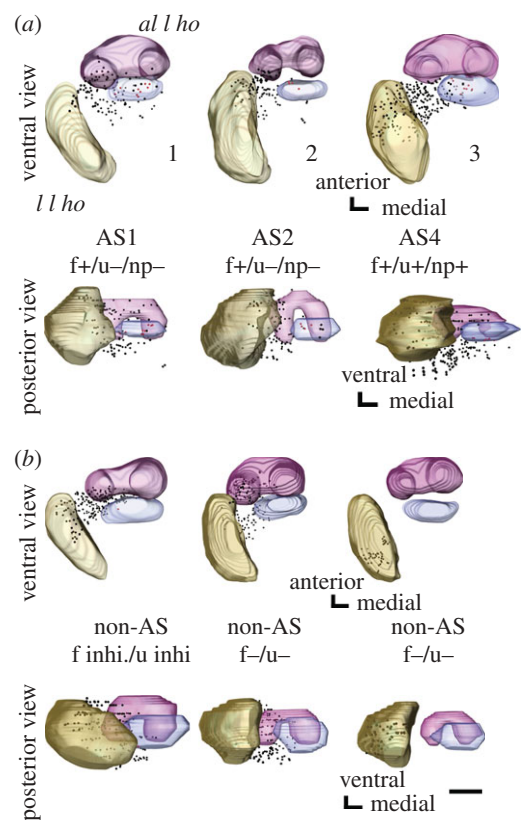 (a)
al l ho
ventral view
1
2
3
anterior
medial
l l ho
AS1
f+/u–/np–
AS2
f+/u–/np–
AS4
f+/u+/np+
posterior view
ventral
medial
(b)
ventral view
anterior
medial
non-AS
f inhi./u inhi
non-AS
f–/u–
non-AS
f–/u–
posterior view
ventral
medial